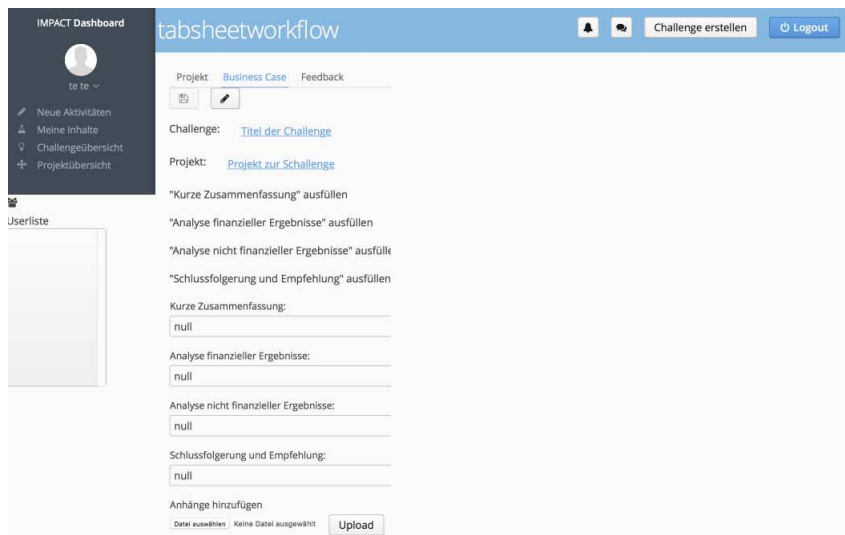 IMPACT Dashboard
te te
Neue Aktivitäten
Meine Inhalte
Challengeübersicht
Projektübersicht
Userliste
tabsheetworkflow
Challenge erstellen
Logout
Projekt Business Case Feedback
Challenge: Titel der Challenge
Projekt: Projekt zur Schallenge
"Kurze Zusammenfassung" ausfüllen
"Analyse finanzieller Ergebnisse" ausfüllen
"Analyse nicht finanzieller Ergebnisse" ausfülle
"Schlussfolgerung und Empfehlung" ausfüllen
Kurze Zusammenfassung:
null
Analyse finanzieller Ergebnisse:
null
Analyse nicht finanzieller Ergebnisse:
null
Schlussfolgerung und Empfehlung:
null
Anhänge hinzufügen
Datei auswählen Keine Datei ausgewählt Upload